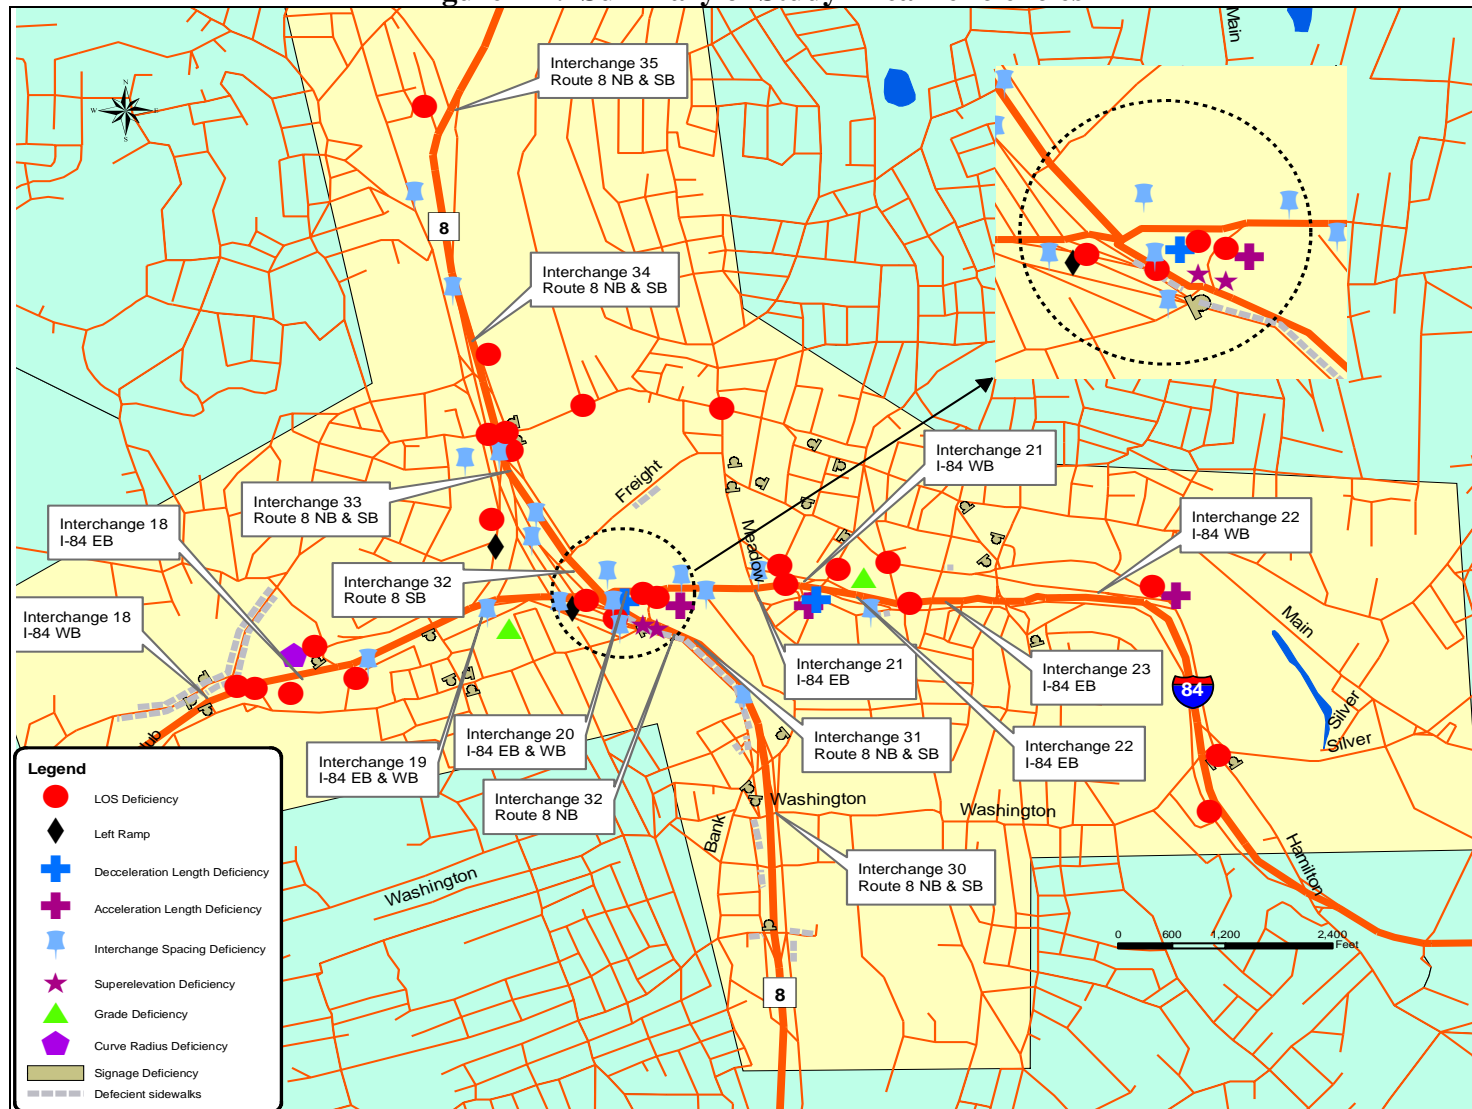 Main
Interchange 35
Route 8 NB & SB
N
W
E
S
8
Interchange 34
Route 8 NB & SB
Interchange 21
I-84 WB
Freight
Interchange 33
Route 8 NB & SB
Interchange 18
I-84 EB
Interchange 22
I-84 WB
Meadow
Interchange 32
Route 8 SB
Interchange 18
I-84 WB
Main
Interchange 21
I-84 EB
Interchange 23
I-84 EB
84
Silver
Silver
Interchange 20
I-84 EB & WB
Interchange 31
Route 8 NB & SB
Interchange 22
I-84 EB
Interchange 19
I-84 EB & WB
Interchange 32
Route 8 NB
Washington
Washington
Bank
Hamilton
Interchange 30
Route 8 NB & SB
Washington
0 600 1,200 2,400
Feet
8
Legend
LOS Deficiency
Left Ramp
Decceleration Length Deficiency
Acceleration Length Deficiency
Interchange Spacing Deficiency
Superelevation Deficiency
Grade Deficiency
Curve Radius Deficiency
Signage Deficiency
Defecient sidewalks